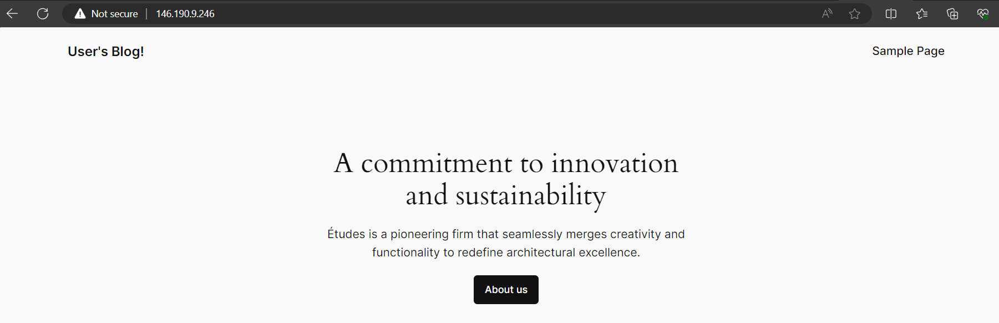 Not secure | 146.190.9.246
User's Blog!
Sample Page
A commitment to innovation
and sustainability
Études is a pioneering firm that seamlessly merges creativity and
functionality to redefine architectural excellence.
About us